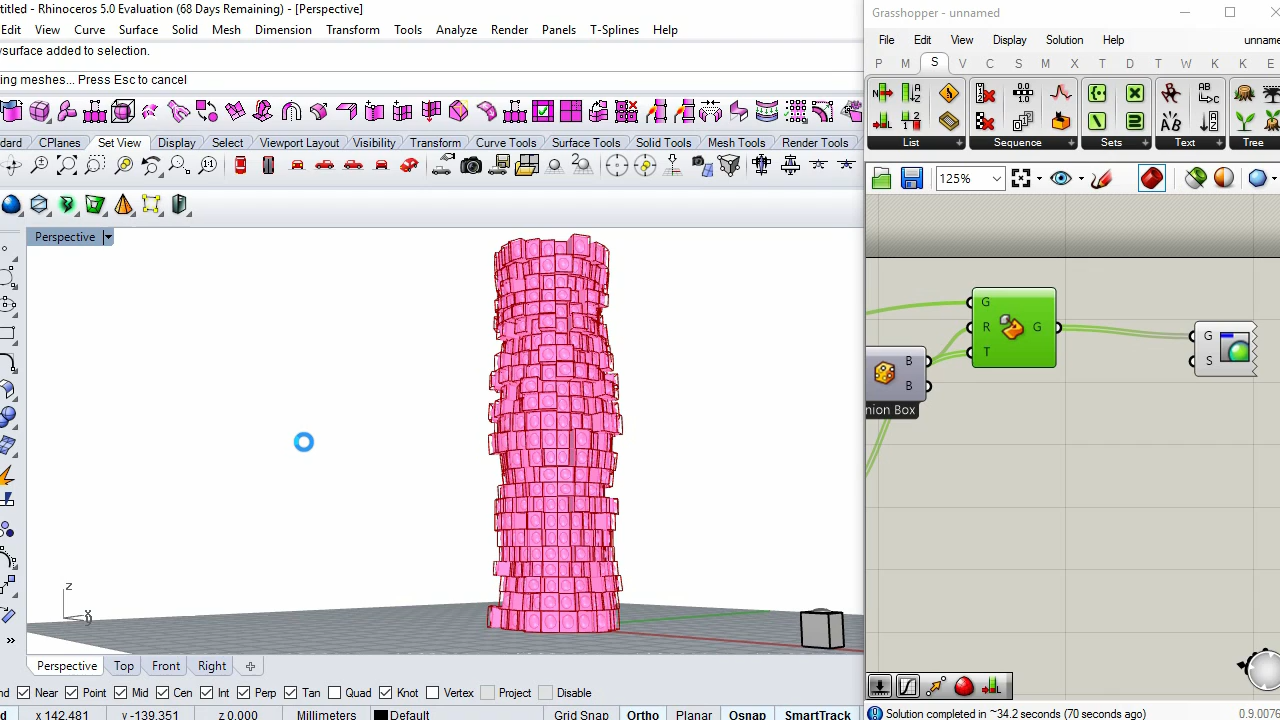 titled - Rhinoceros 5.0 Evaluation (68 Days Remaining) - [Perspective]
Edit View Curve Surface Solid Mesh Dimension Transform Tools Analyze Render Panels T-Splines Help
ysurface added to selection.
ing meshes... Press Esc to cancel
dard CPlanes Set View Display Select Viewport Layout Visibility Transform Curve To Surface Tools Solid Tools Mesh Tools Render Tools
Perspective
z
x
y
Perspective Top Front Right
nd Near Point Mid Cen Int Perp Tan Quad Knot Vertex Project Disable
d x 142.481 y -139.351 z 0.000 Millimeters Default Grid Snap Ortho Planar Osnap SmartTrack
Grasshopper - unnamed
File Edit View Display Solution Help unname
P M S V C S M X T D T W K K E
List Sequence Sets Text Tree
125%
G
R G
T
B
B
nion Box
G
S
Solution completed in ~34.2 seconds (70 seconds ago) 0.9.0076